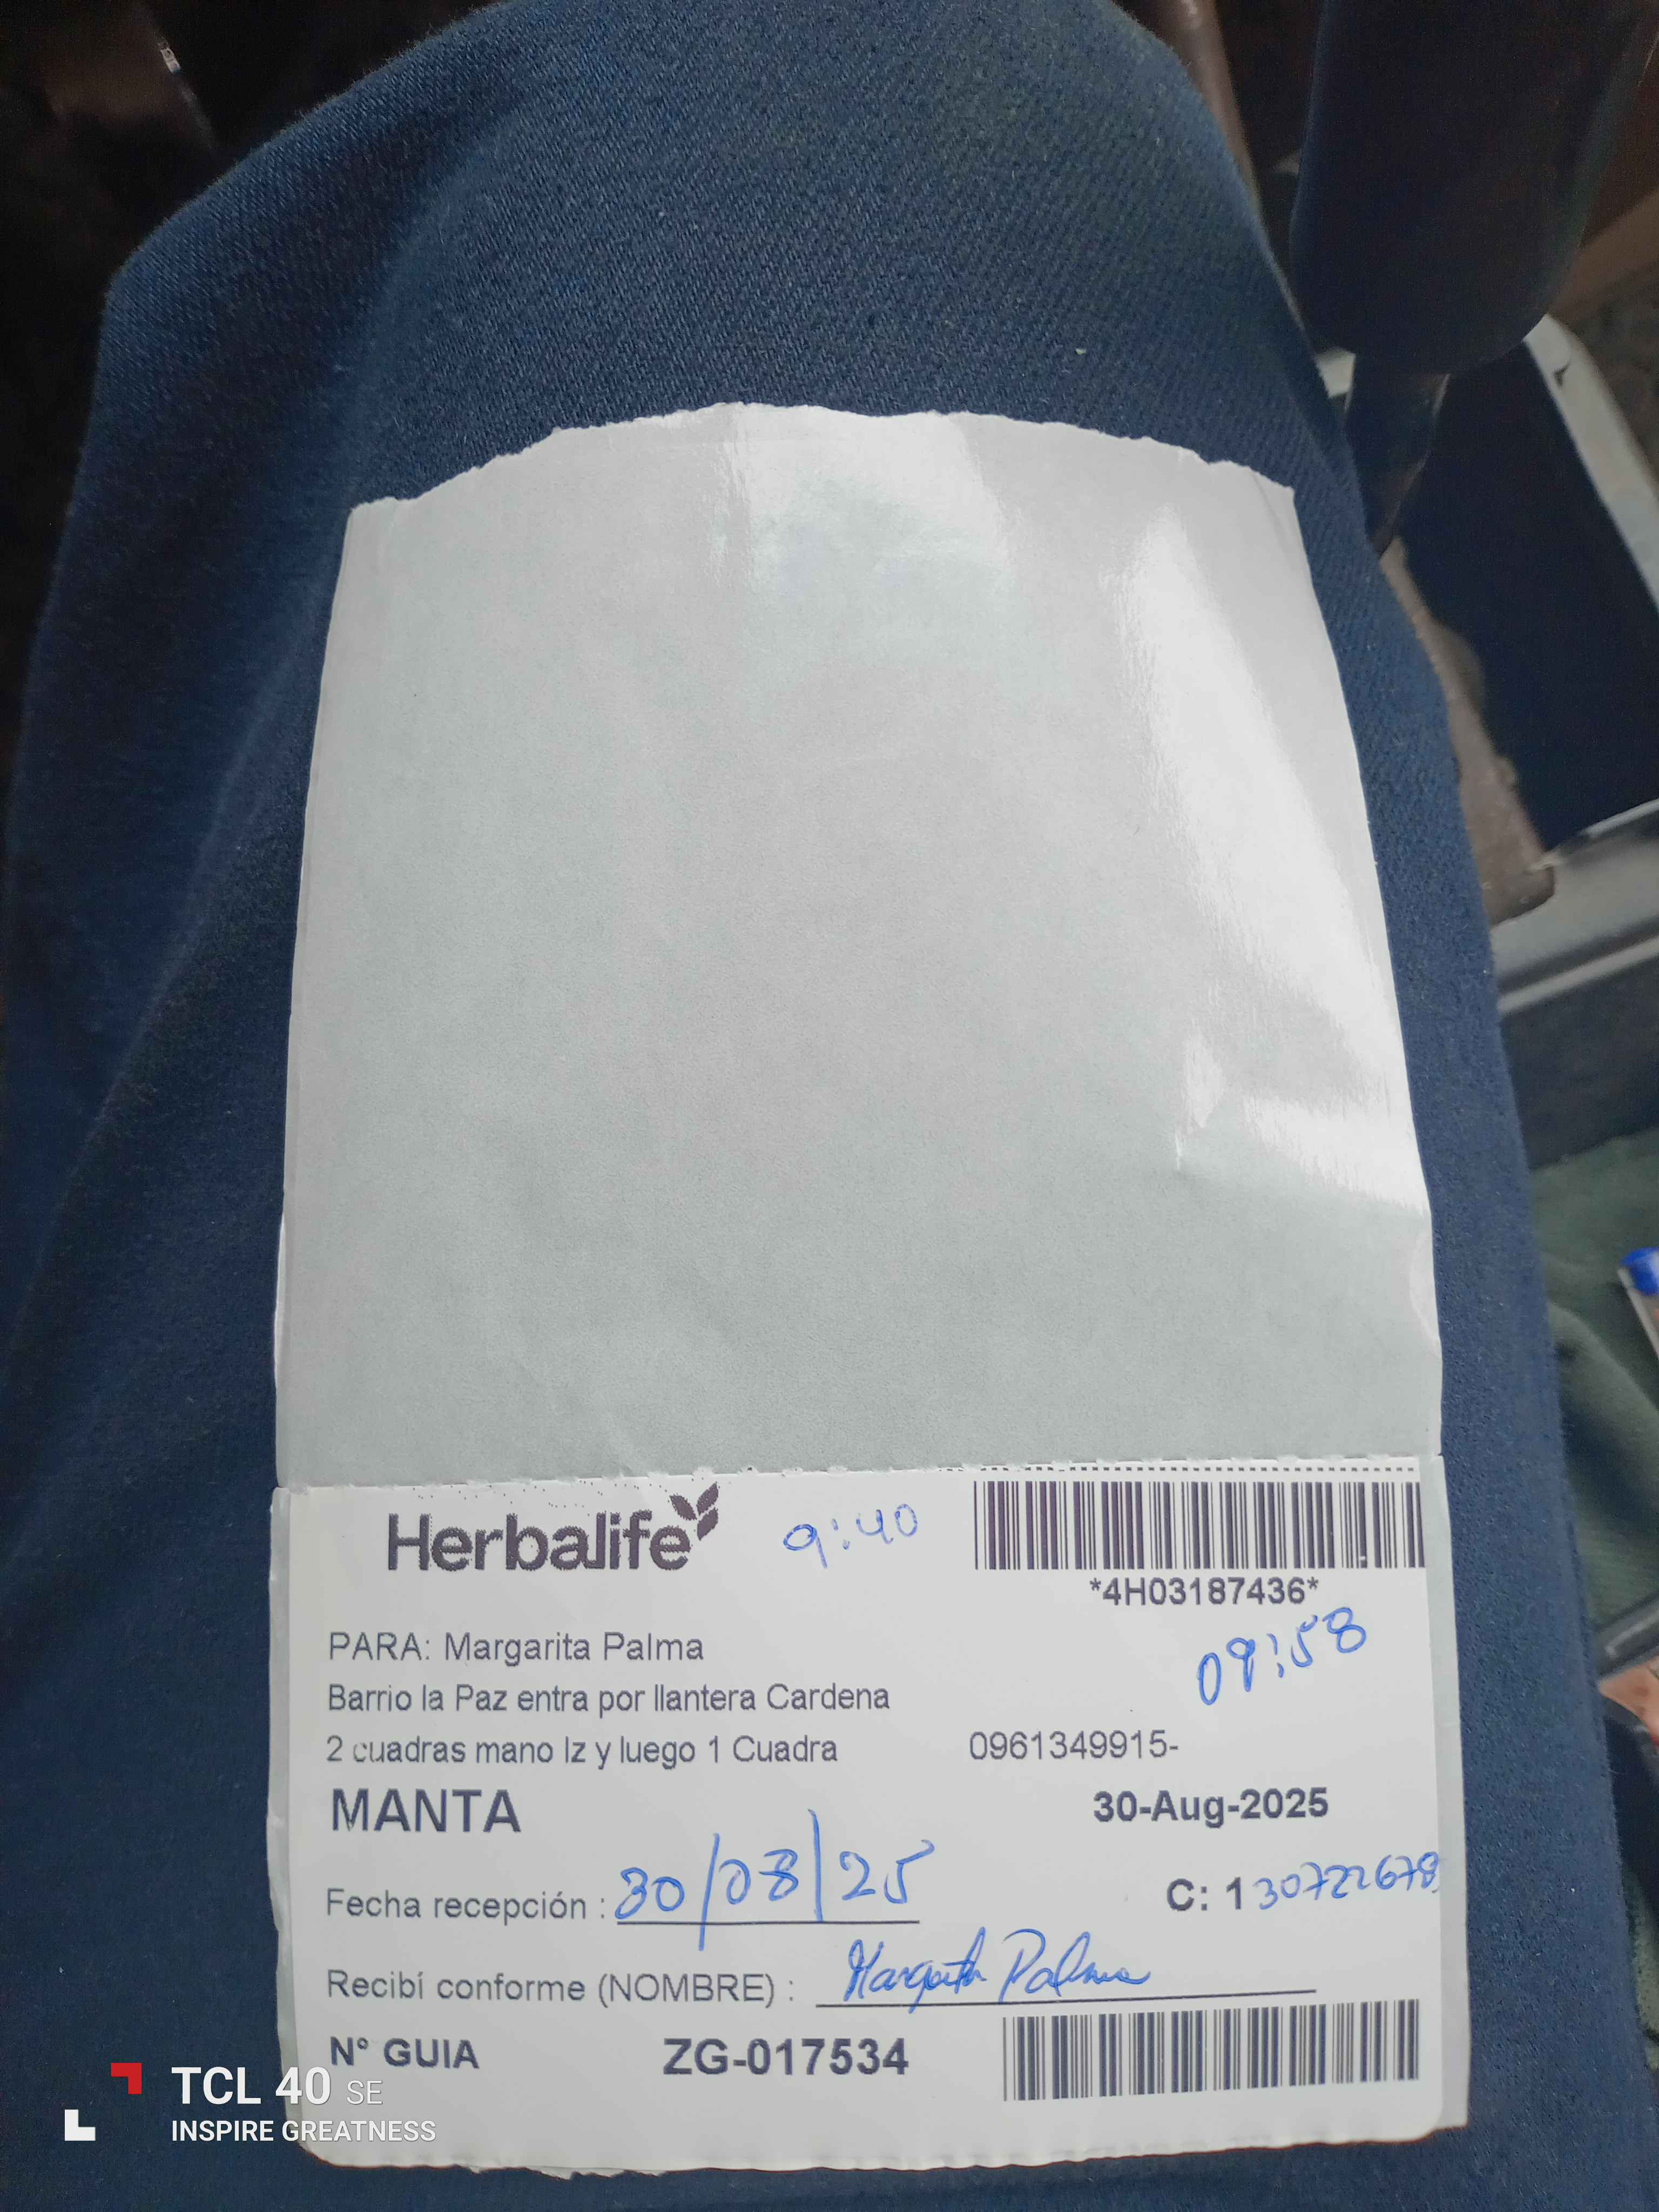 Herbalife 9:40
*4H03187436*
09:58
PARA: Margarita Palma
Barrio la Paz entra por llantera Cardena
2 cuadras mano Iz y luego 1 Cuadra 0961349915-
MANTA 30-Aug-2025
Fecha recepción : 30/08/25 C: 130722678
Recibí conforme (NOMBRE) : Margarita Palma
N° GUIA ZG-017534
TCL 40 SE
INSPIRE GREATNESS